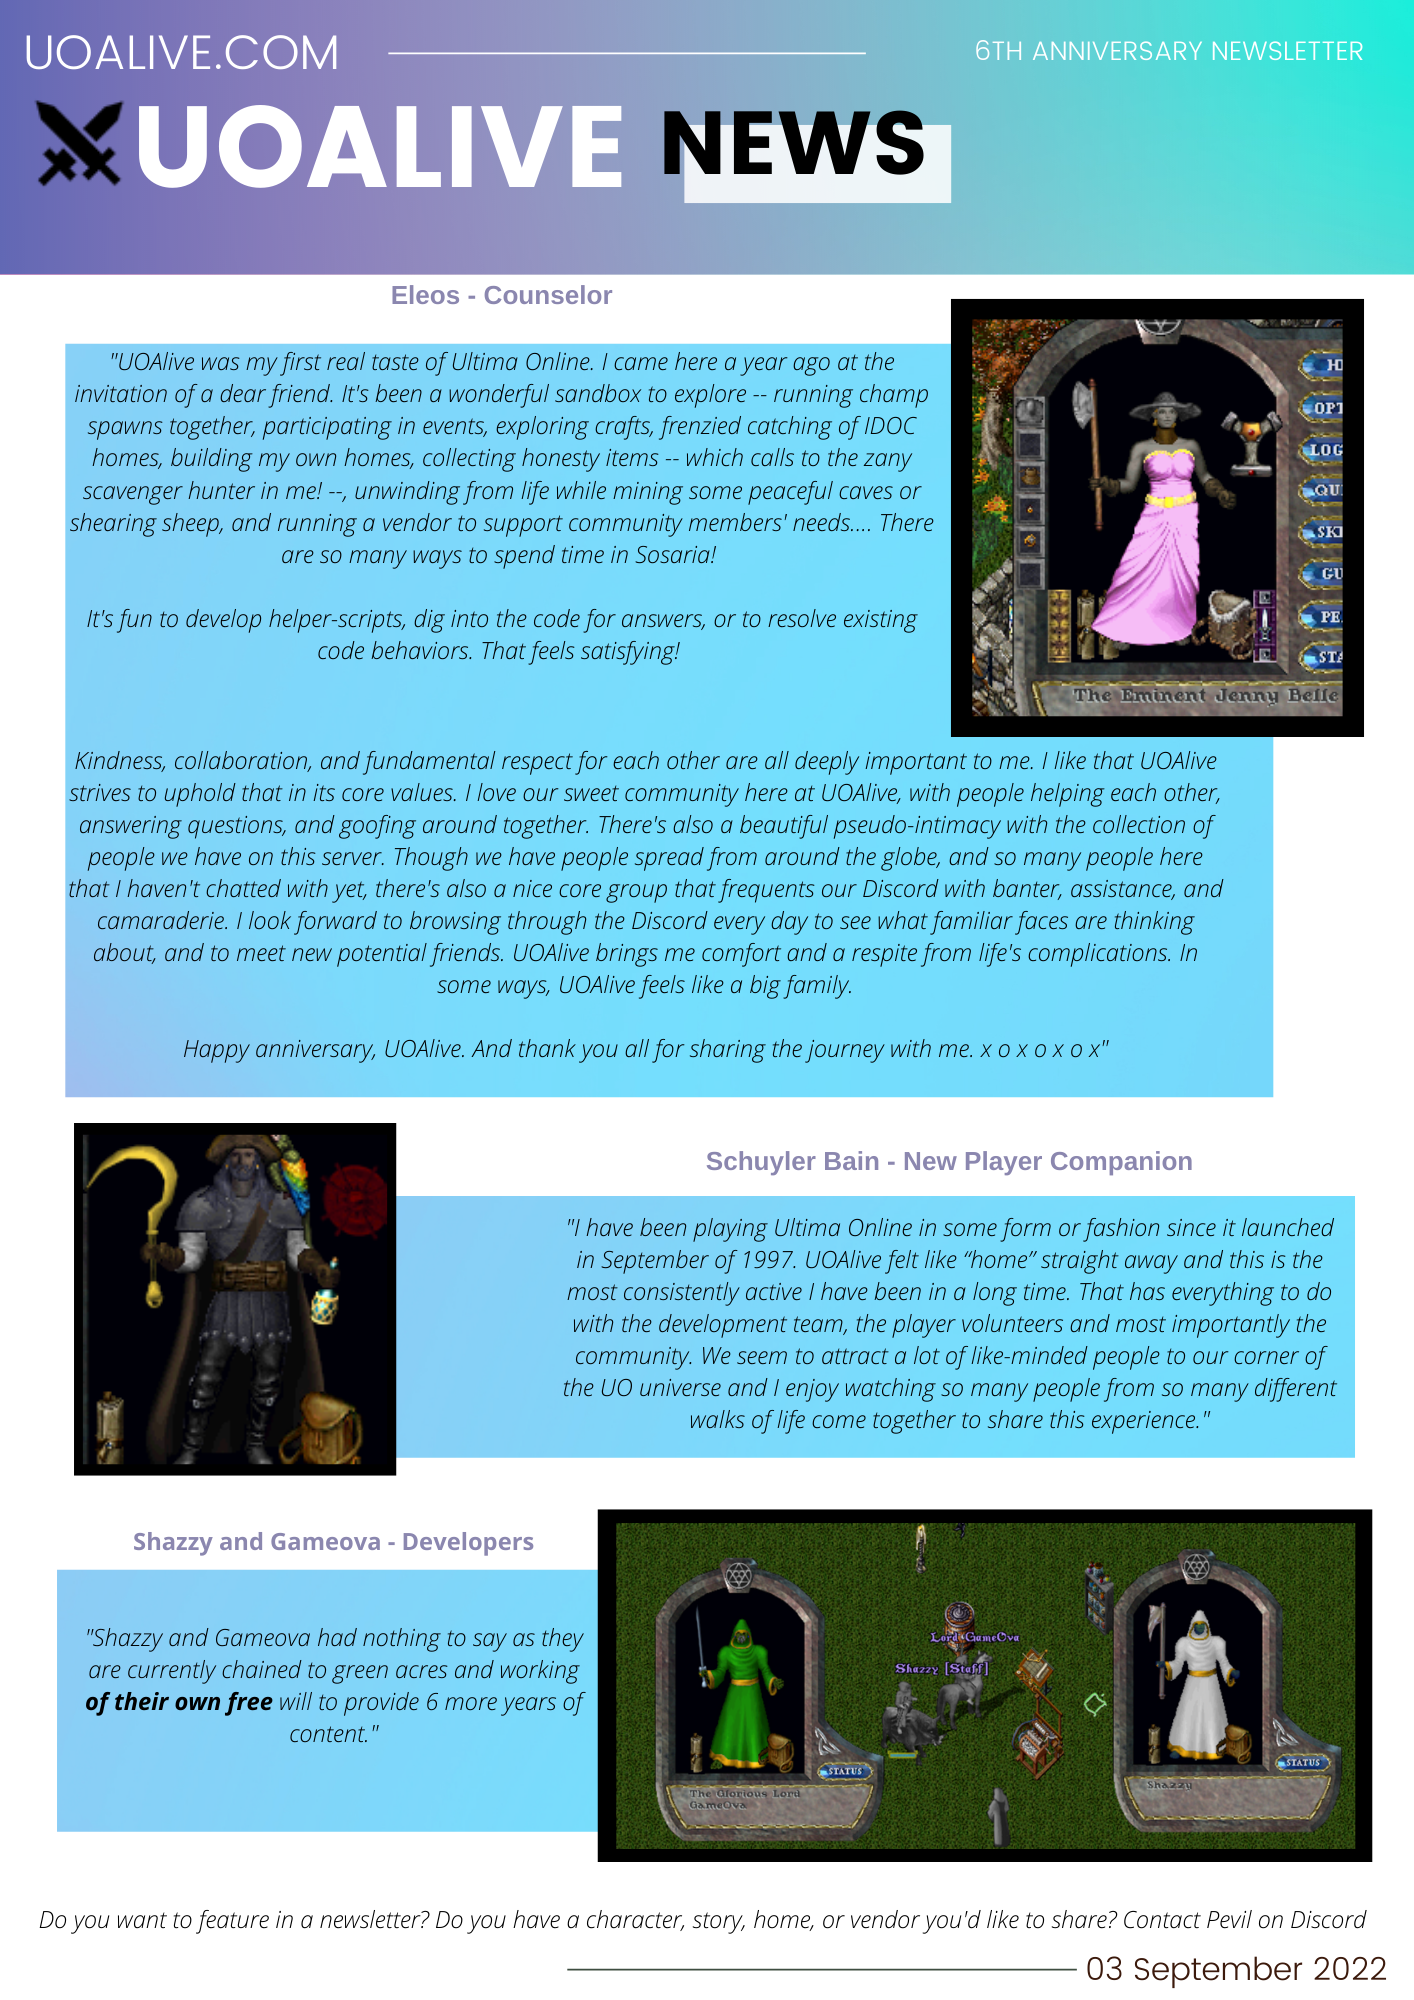 UOALIVE.COM
6TH ANNIVERSARY NEWSLETTER
UOALIVE NEWS
Eleos - Counselor
"UOAlive was my first real taste of Ultima Online. I came here a year ago at the
invitation of a dear friend. It's been a wonderful sandbox to explore -- running champ
spawns together, participating in events, exploring crafts, frenzied catching of IDOC
homes, building my own homes, collecting honesty items -- which calls to the zany
scavenger hunter in me! --, unwinding from life while mining some peaceful caves or
shearing sheep, and running a vendor to support community members' needs.... There
are so many ways to spend time in Sosaria!
It's fun to develop helper-scripts, dig into the code for answers, or to resolve existing
code behaviors. That feels satisfying!
OPT
LOG
QU
SKI
GU
PE
STA
The Eminent Jenny Belle
Kindness, collaboration, and fundamental respect for each other are all deeply important to me. I like that UOAlive
strives to uphold that in its core values. I love our sweet community here at UOAlive, with people helping each other,
answering questions, and goofing around together. There's also a beautiful pseudo-intimacy with the collection of
people we have on this server. Though we have people spread from around the globe, and so many people here
that I haven't chatted with yet, there's also a nice core group that frequents our Discord with banter, assistance, and
camaraderie. I look forward to browsing through the Discord every day to see what familiar faces are thinking
about, and to meet new potential friends. UOAlive brings me comfort and a respite from life's complications. In
some ways, UOAlive feels like a big family.
Happy anniversary, UOAlive. And thank you all for sharing the journey with me. x o x o x o x"
Schuyler Bain - New Player Companion
"I have been playing Ultima Online in some form or fashion since it launched
in September of 1997. UOAlive felt like “home” straight away and this is the
most consistently active I have been in a long time. That has everything to do
with the development team, the player volunteers and most importantly the
community. We seem to attract a lot of like-minded people to our corner of
the UO universe and I enjoy watching so many people from so many different
walks of life come together to share this experience."
Shazzy and Gameova - Developers
"Shazzy and Gameova had nothing to say as they
are currently chained to green acres and working
of their own free will to provide 6 more years of
content."
Lord GameOva
Shazzy [Staff]
STATUS
The Glorious Lord
GameOva
STATUS
Shazzy
Do you want to feature in a newsletter? Do you have a character, story, home, or vendor you'd like to share? Contact Pevil on Discord
03 September 2022